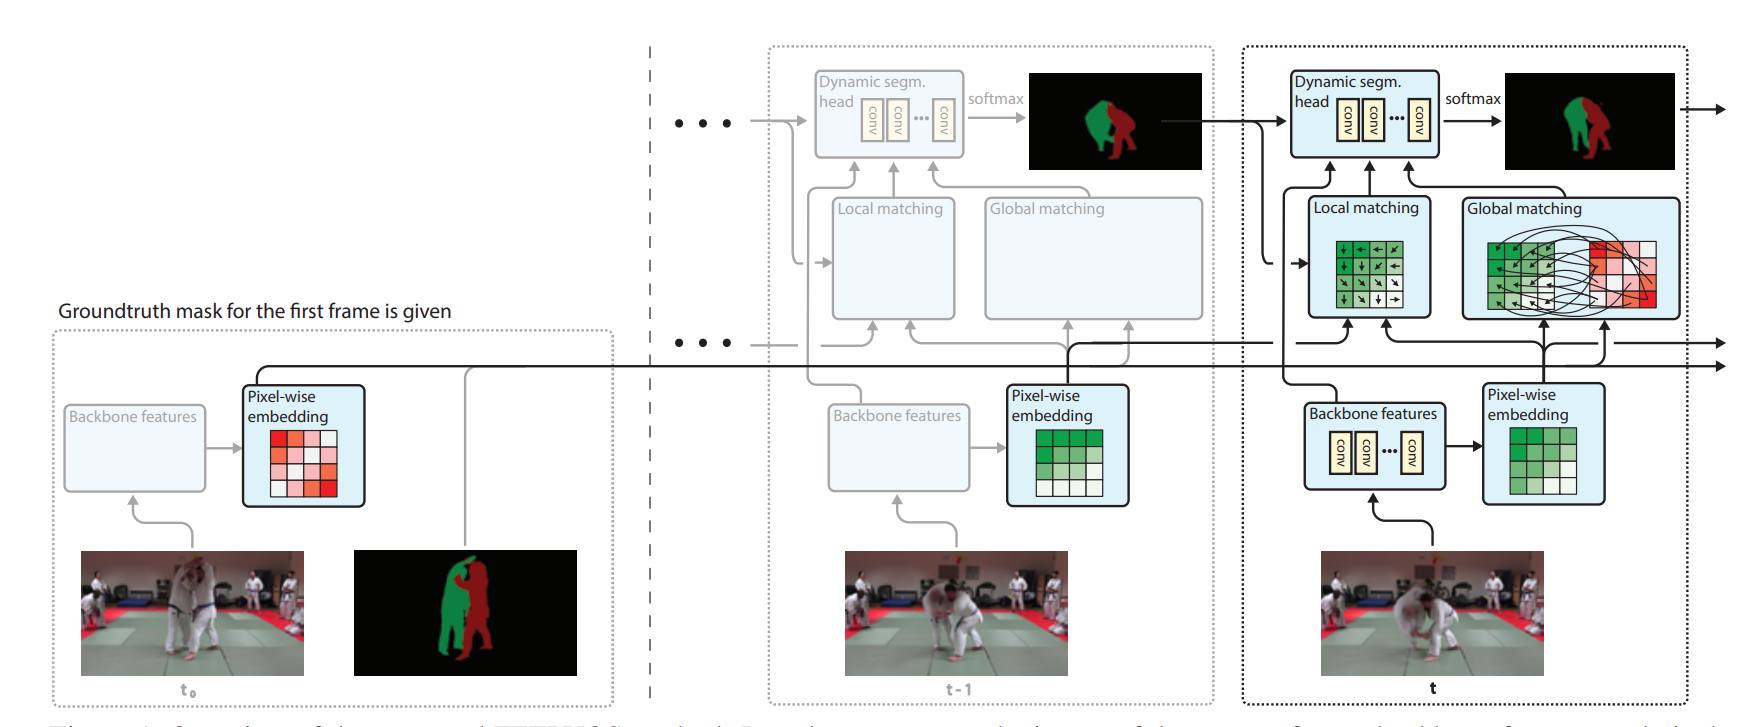 Groundtruth mask for the first frame is given
Backbone features
Pixel-wise
embedding
t₀
Dynamic segm.
head
conv
conv
...
conv
softmax
Local matching
Global matching
Backbone features
Pixel-wise
embedding
t-1
Dynamic segm.
head
conv
conv
...
conv
softmax
Local matching
Global matching
Backbone features
conv
conv
...
conv
Pixel-wise
embedding
t